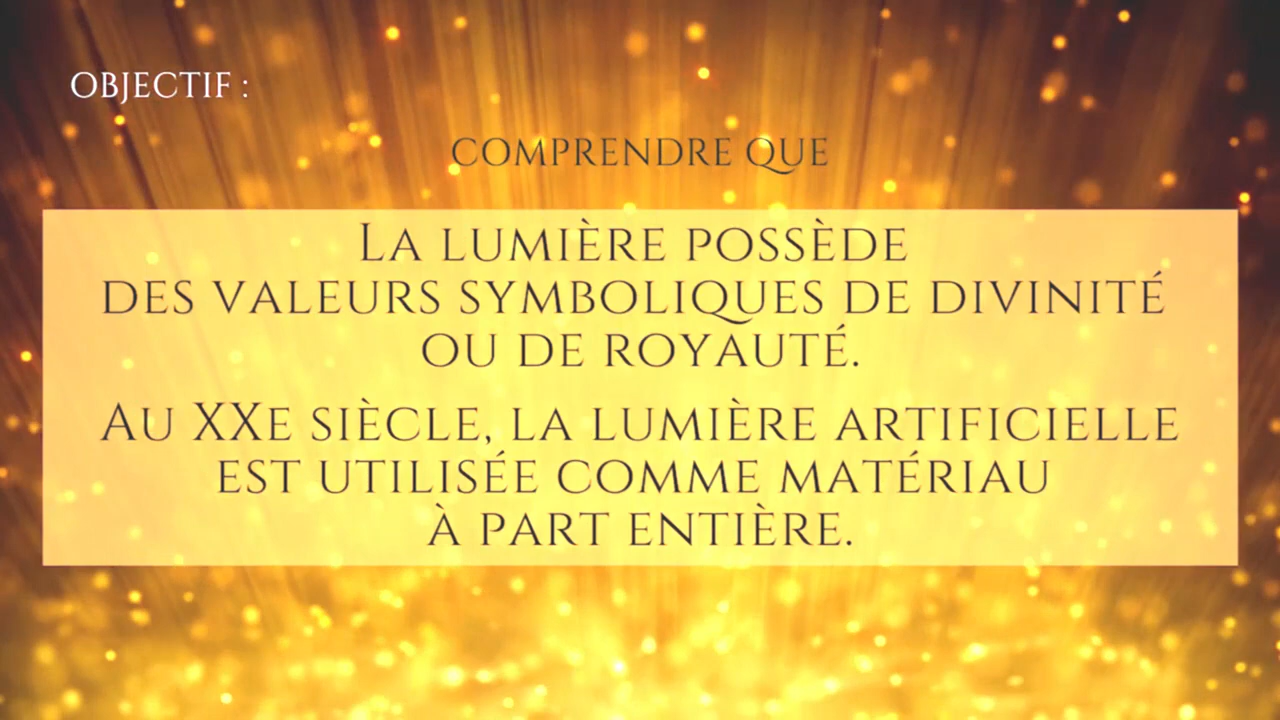 OBJECTIF :
COMPRENDRE QUE
LA LUMIÈRE POSSÈDE
DES VALEURS SYMBOLIQUES DE DIVINITÉ
OU DE ROYAUTÉ.
AU XXE SIÈCLE, LA LUMIÈRE ARTIFICIELLE
EST UTILISÉE COMME MATÉRIAU
À PART ENTIÈRE.